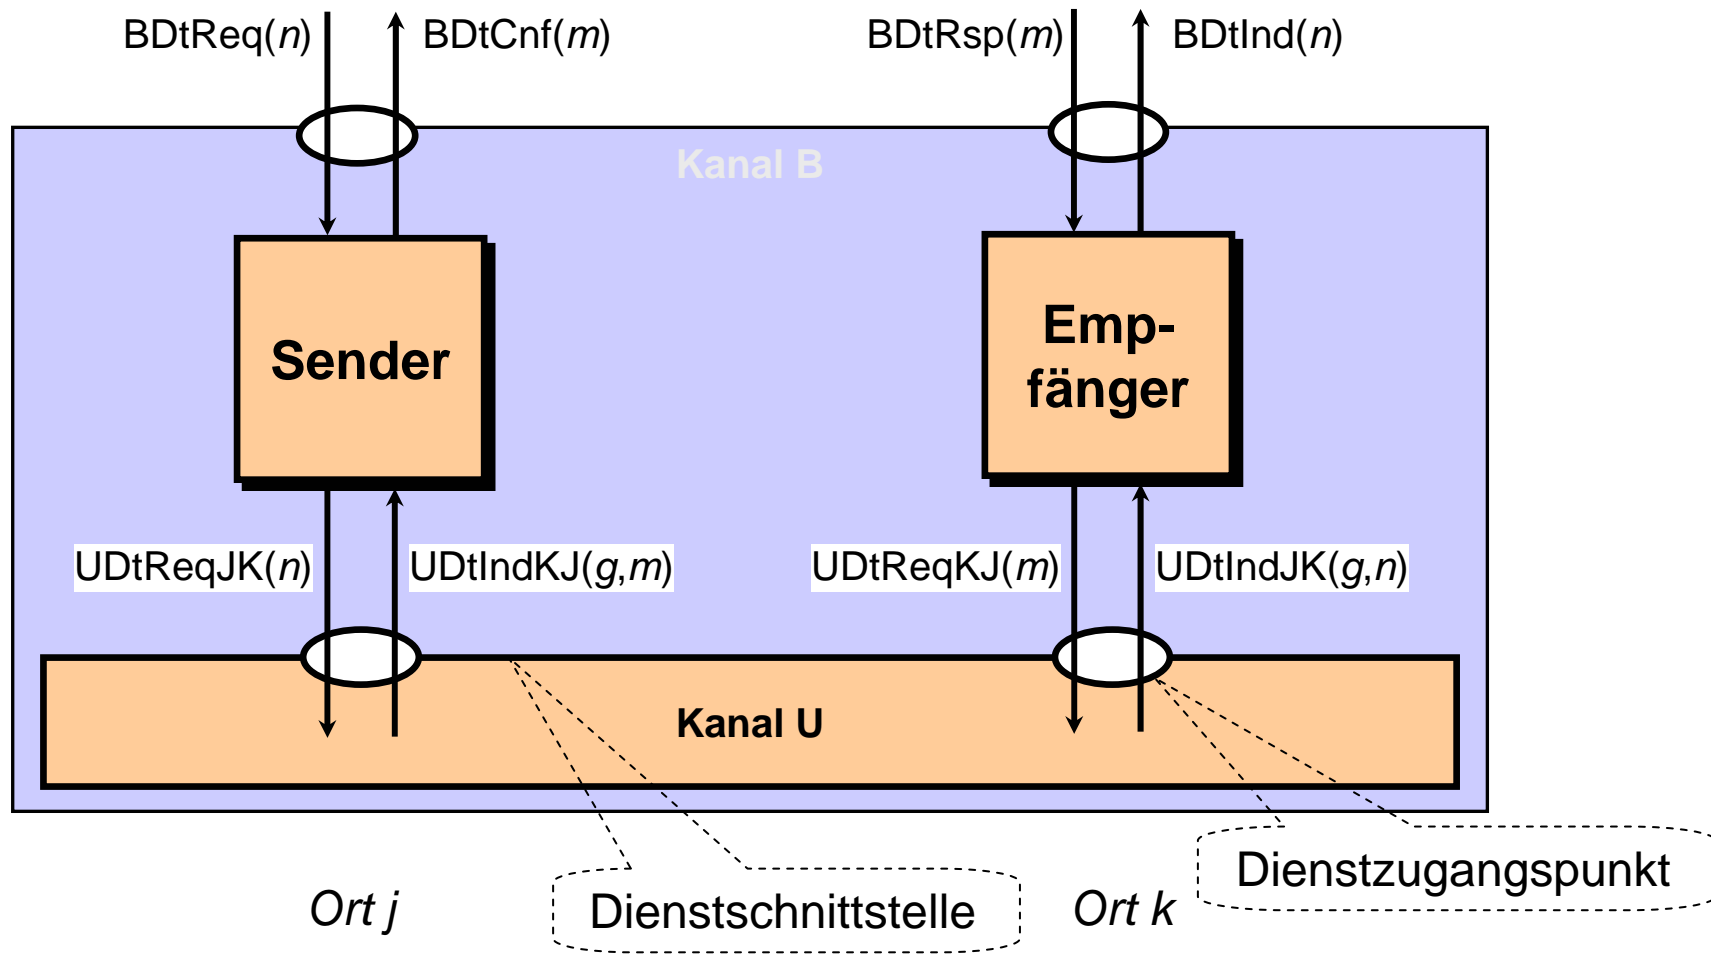 BDtReq(n) BDtCnf(m) BDtRsp(m) BDtInd(n)
Kanal B
Sender
Emp-
fänger
UDtReqJK(n) UDtIndKJ(g,m) UDtReqKJ(m) UDtIndJK(g,n)
Kanal U
Dienstzugangspunkt
Ort j Dienstschnittstelle Ort k